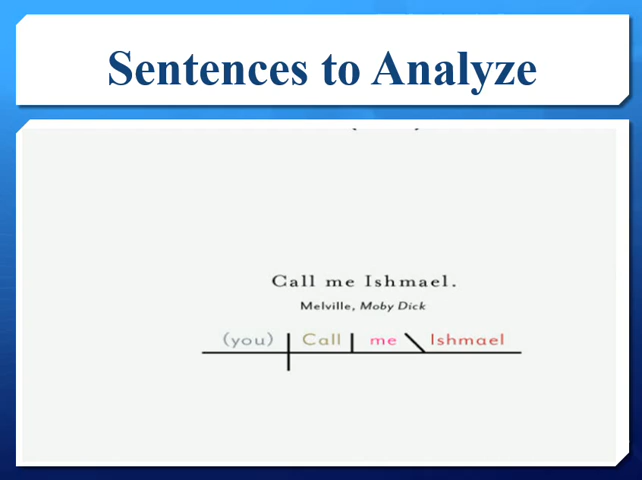 Sentences to Analyze
Call me Ishmael.
Melville, Moby Dick
(you) Call me Ishmael